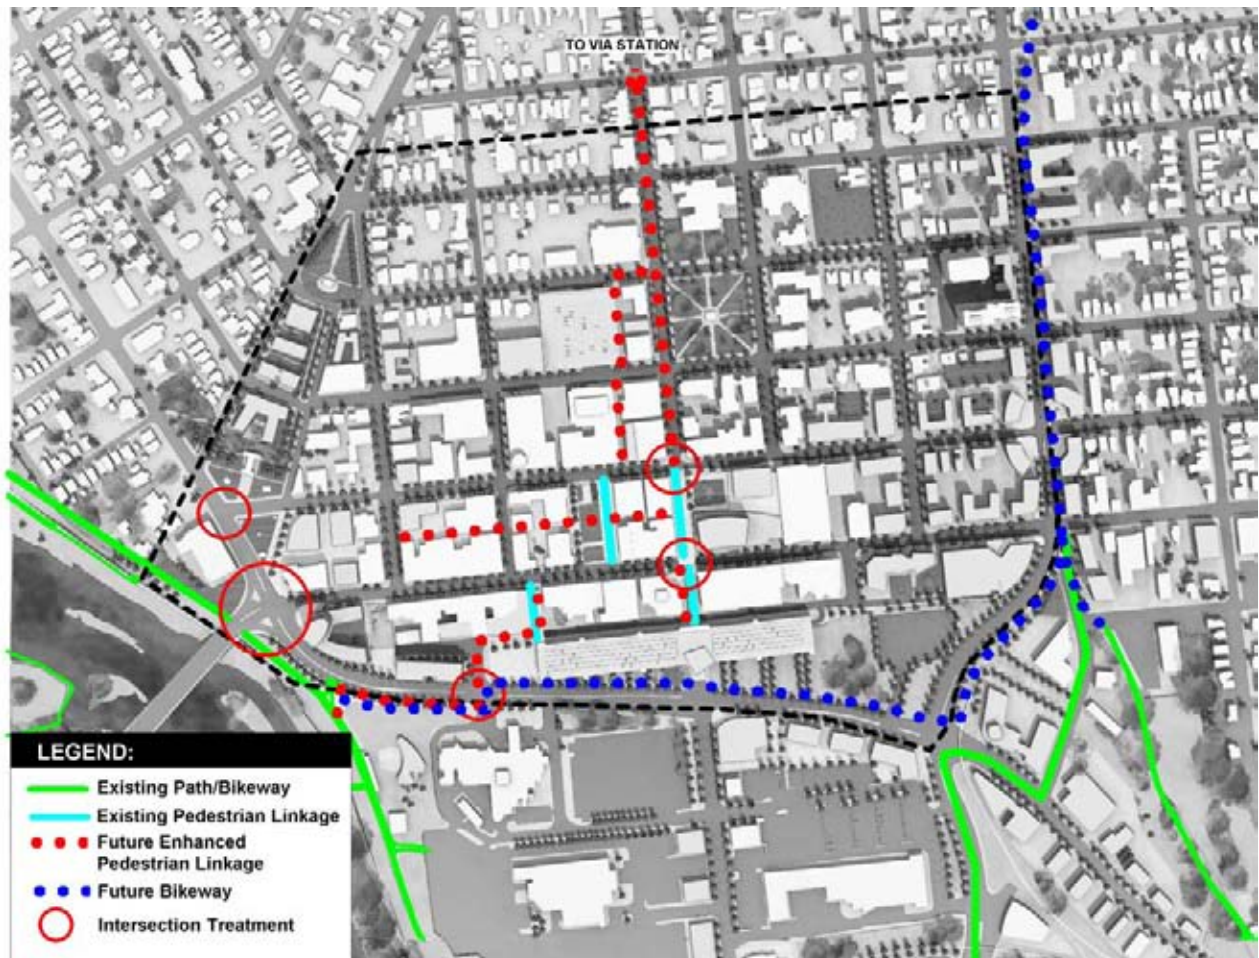 TO VIA STATION
LEGEND:
Existing Path/Bikeway
Existing Pedestrian Linkage
Future Enhanced
Pedestrian Linkage
Future Bikeway
Intersection Treatment